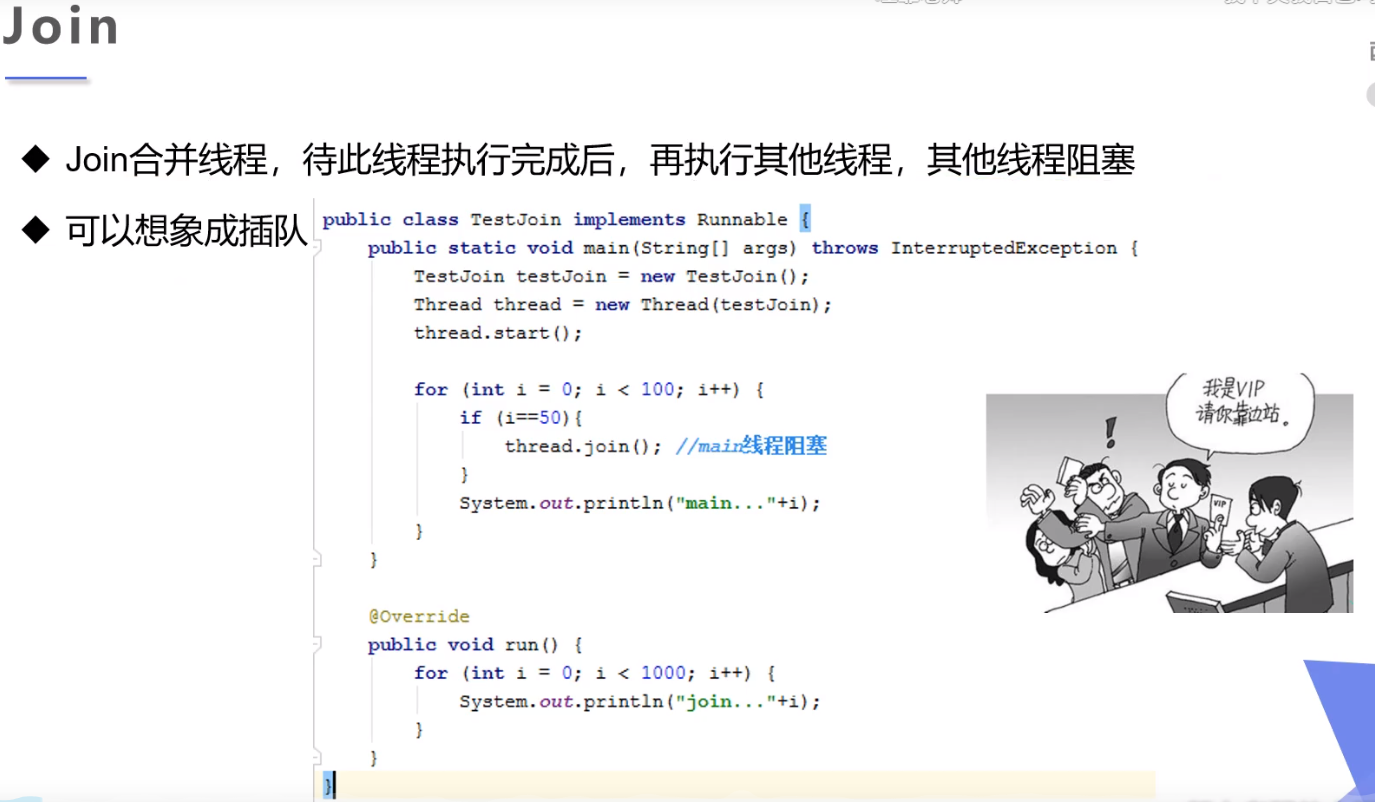 Join
◆ Join合并线程，待此线程执行完成后，再执行其他线程，其他线程阻塞
◆ 可以想象成插队
public class TestJoin implements Runnable {
public static void main(String[] args) throws InterruptedException {
TestJoin testJoin = new TestJoin();
Thread thread = new Thread(testJoin);
thread.start();
for (int i = 0; i < 100; i++) {
if (i==50){
thread.join(); //main线程阻塞
}
System.out.println("main..."+i);
}
}
@Override
public void run() {
for (int i = 0; i < 1000; i++) {
System.out.println("join..."+i);
}
}
}
我是VIP
请你靠边站。
!
VIP